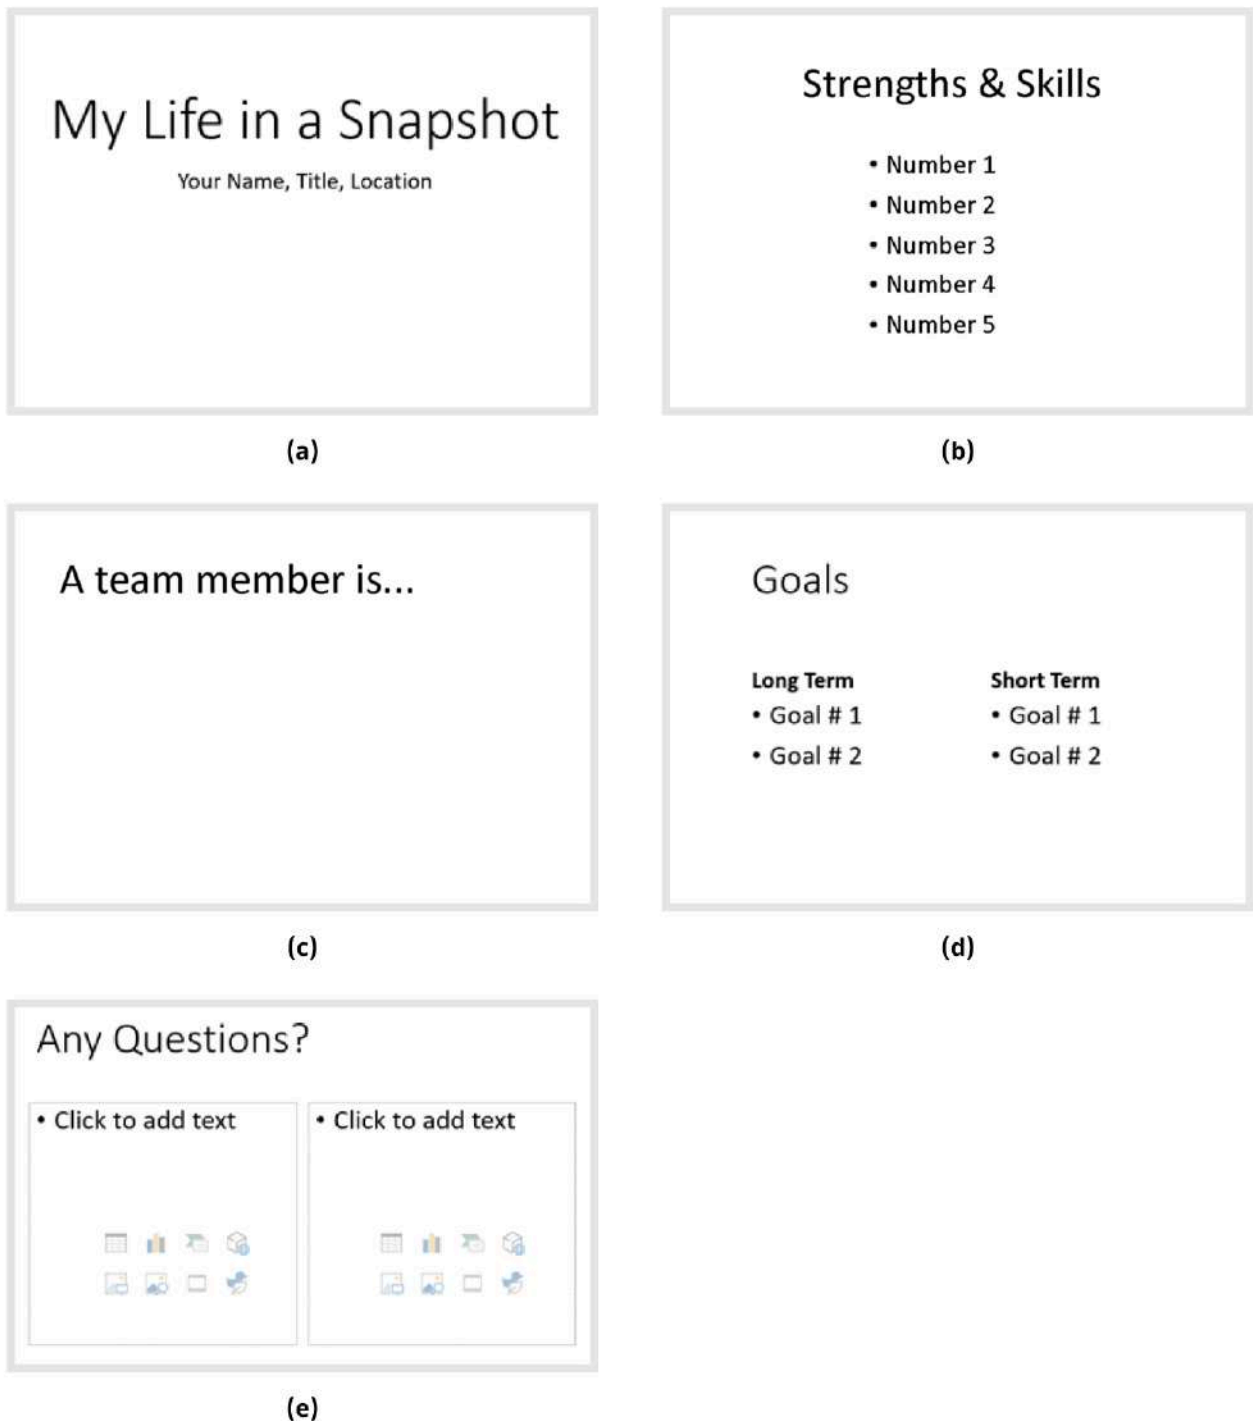 My Life in a Snapshot
Your Name, Title, Location
(a)
Strengths & Skills
• Number 1
• Number 2
• Number 3
• Number 4
• Number 5
(b)
A team member is...
(c)
Goals
Long Term
• Goal # 1
• Goal # 2
Short Term
• Goal # 1
• Goal # 2
(d)
Any Questions?
• Click to add text
• Click to add text
(e)